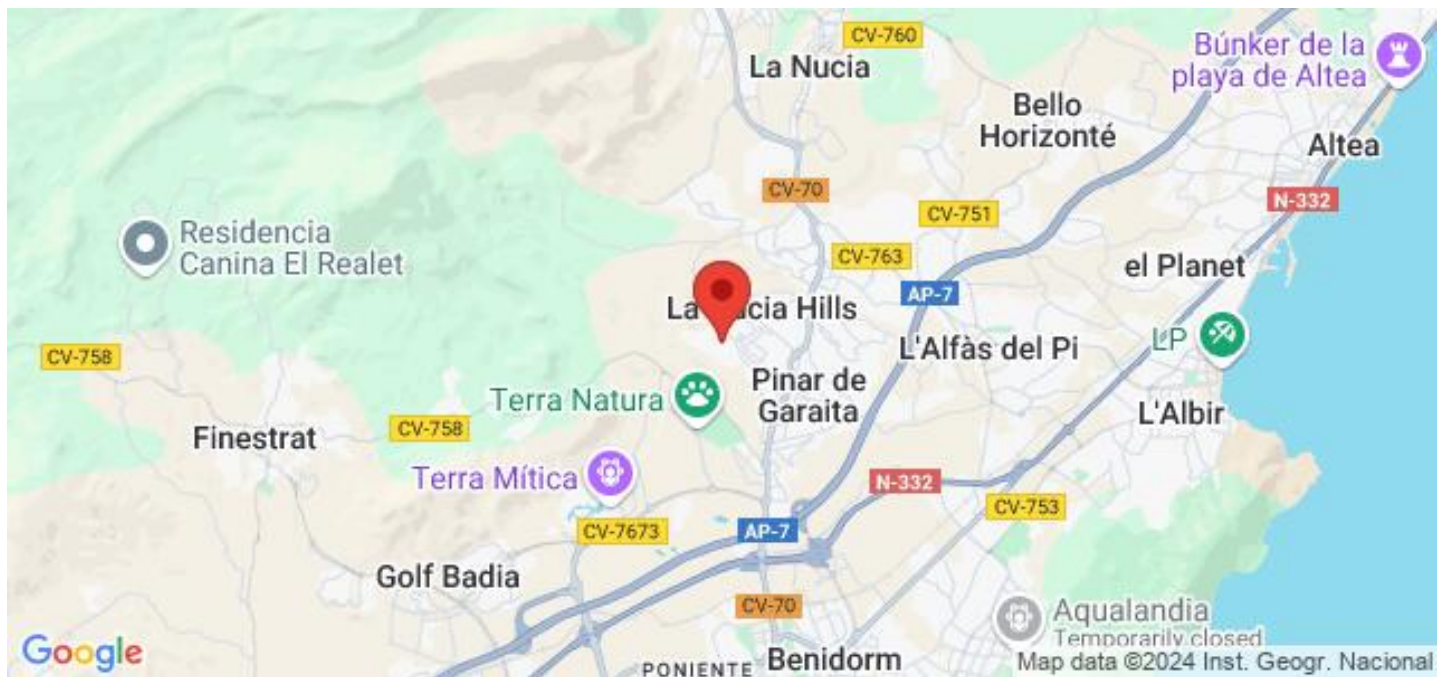 CV-760
La Nucia
Búnker de la
playa de Altea
Bello
Horizonté
Altea
CV-70
N-332
CV-751
Residencia
Canina El Realet
CV-763
el Planet
AP-7
La Nucia Hills
LP
L'Alfàs del Pi
CV-758
Pinar de
Garaita
Terra Natura
L'Albir
CV-758
Finestrat
Terra Mítica
N-332
CV-753
CV-7673
AP-7
Golf Badia
CV-70
Aqualandia
Temporarily closed
Google
PONIENTE
Benidorm
Map data ©2024 Inst. Geogr. Nacional